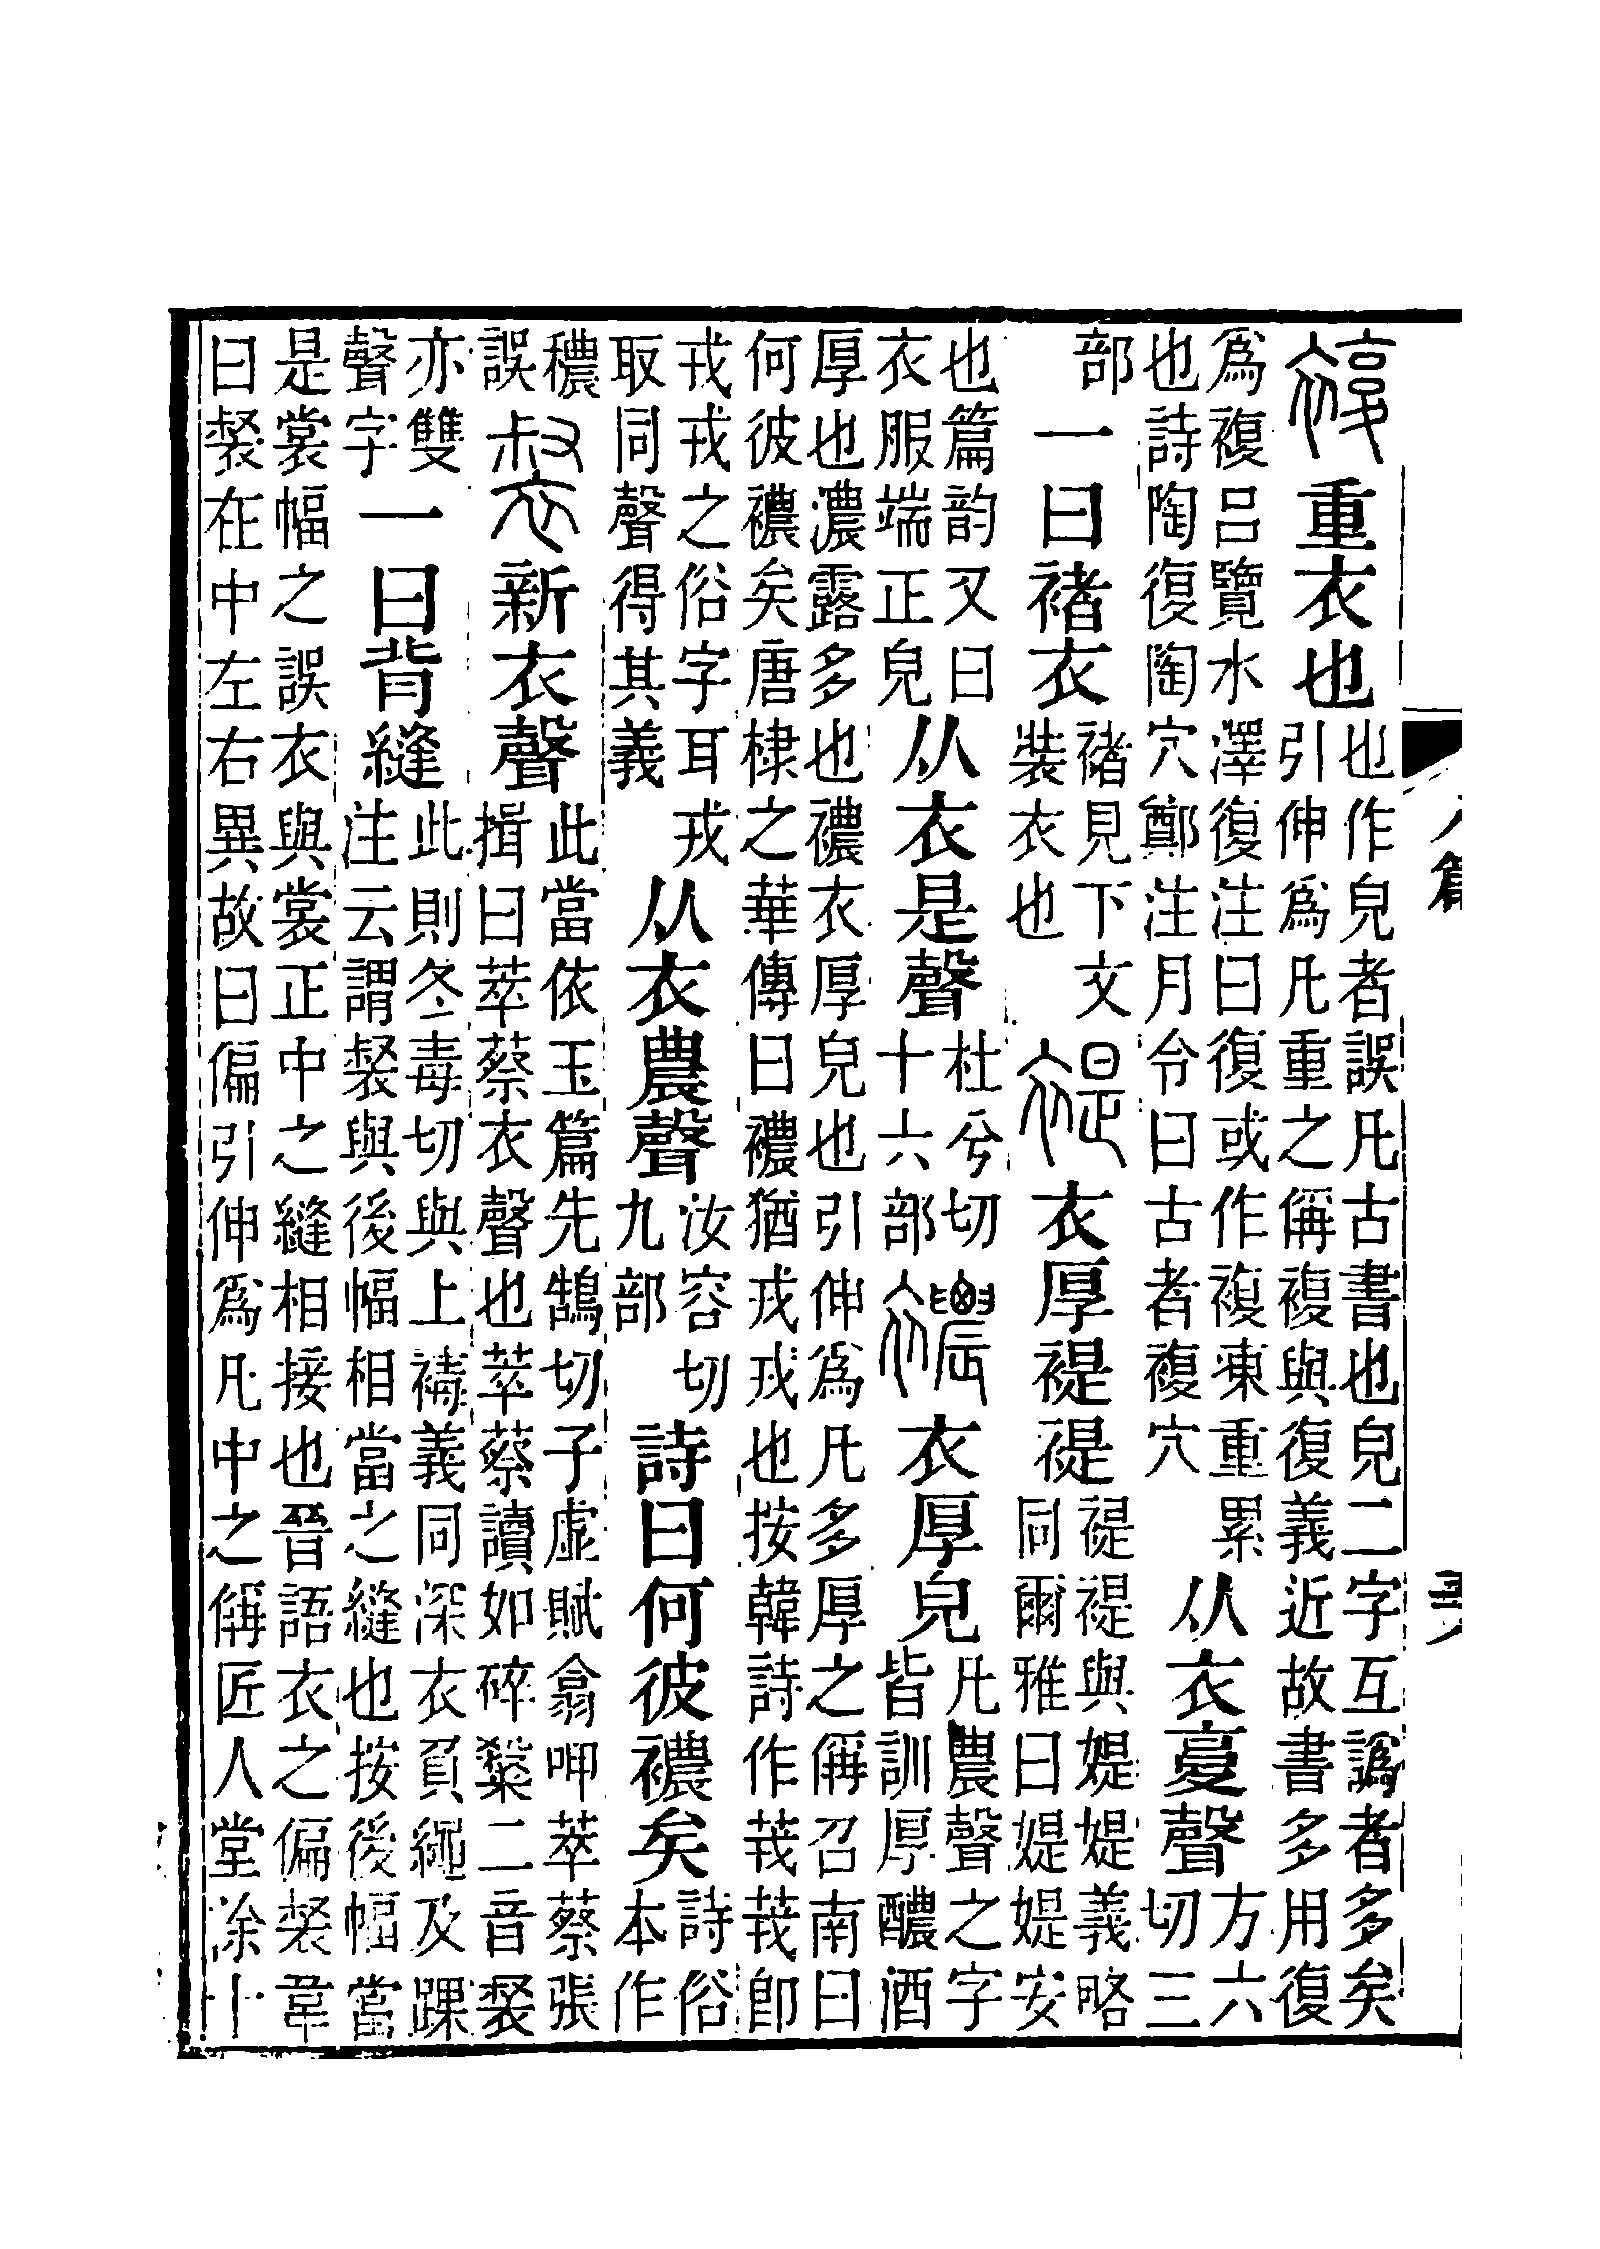 複重衣也也作皃者誤凡古書也皃二字互譌者多矣
引伸爲凡重之偁複與復義近故書多用復
爲複呂覽水澤復注曰復或作複凍重累
也詩陶復陶穴鄭注月令曰古者複穴
从衣复聲方六
切三
部一曰褚衣褚見下文
裝衣也
褆衣厚褆褆褆褆與媞媞義略
同爾雅曰媞媞安
也篇韵又曰
衣服端正皃
从衣是聲杜兮切
十六部
襛衣厚皃凡農聲之字
皆訓厚醲酒
厚也濃露多也襛衣厚皃也引伸爲凡多厚之偁召南曰
何彼襛矣唐棣之華傳曰襛猶戎戎也按韓詩作茙茙卽
戎戎之俗字耳戎
取同聲得其義
从衣農聲汝容切
九部
詩曰何彼襛矣詩俗
本作
穠
誤
裻新衣聲此當依玉篇先鵠切子虛賦翕呷萃蔡張
揖曰萃蔡衣聲也萃蔡讀如碎粲二音裻
亦雙
聲字
一曰背縫此則冬毒切與上義同深衣負繩及踝
注云謂裻與後幅相當之縫也按後幅當
是裳幅之誤衣與裳正中之縫相接也晉語衣之偏裻韋
曰裻在中左右異故曰偏引伸爲凡中之偁匠人堂涂十